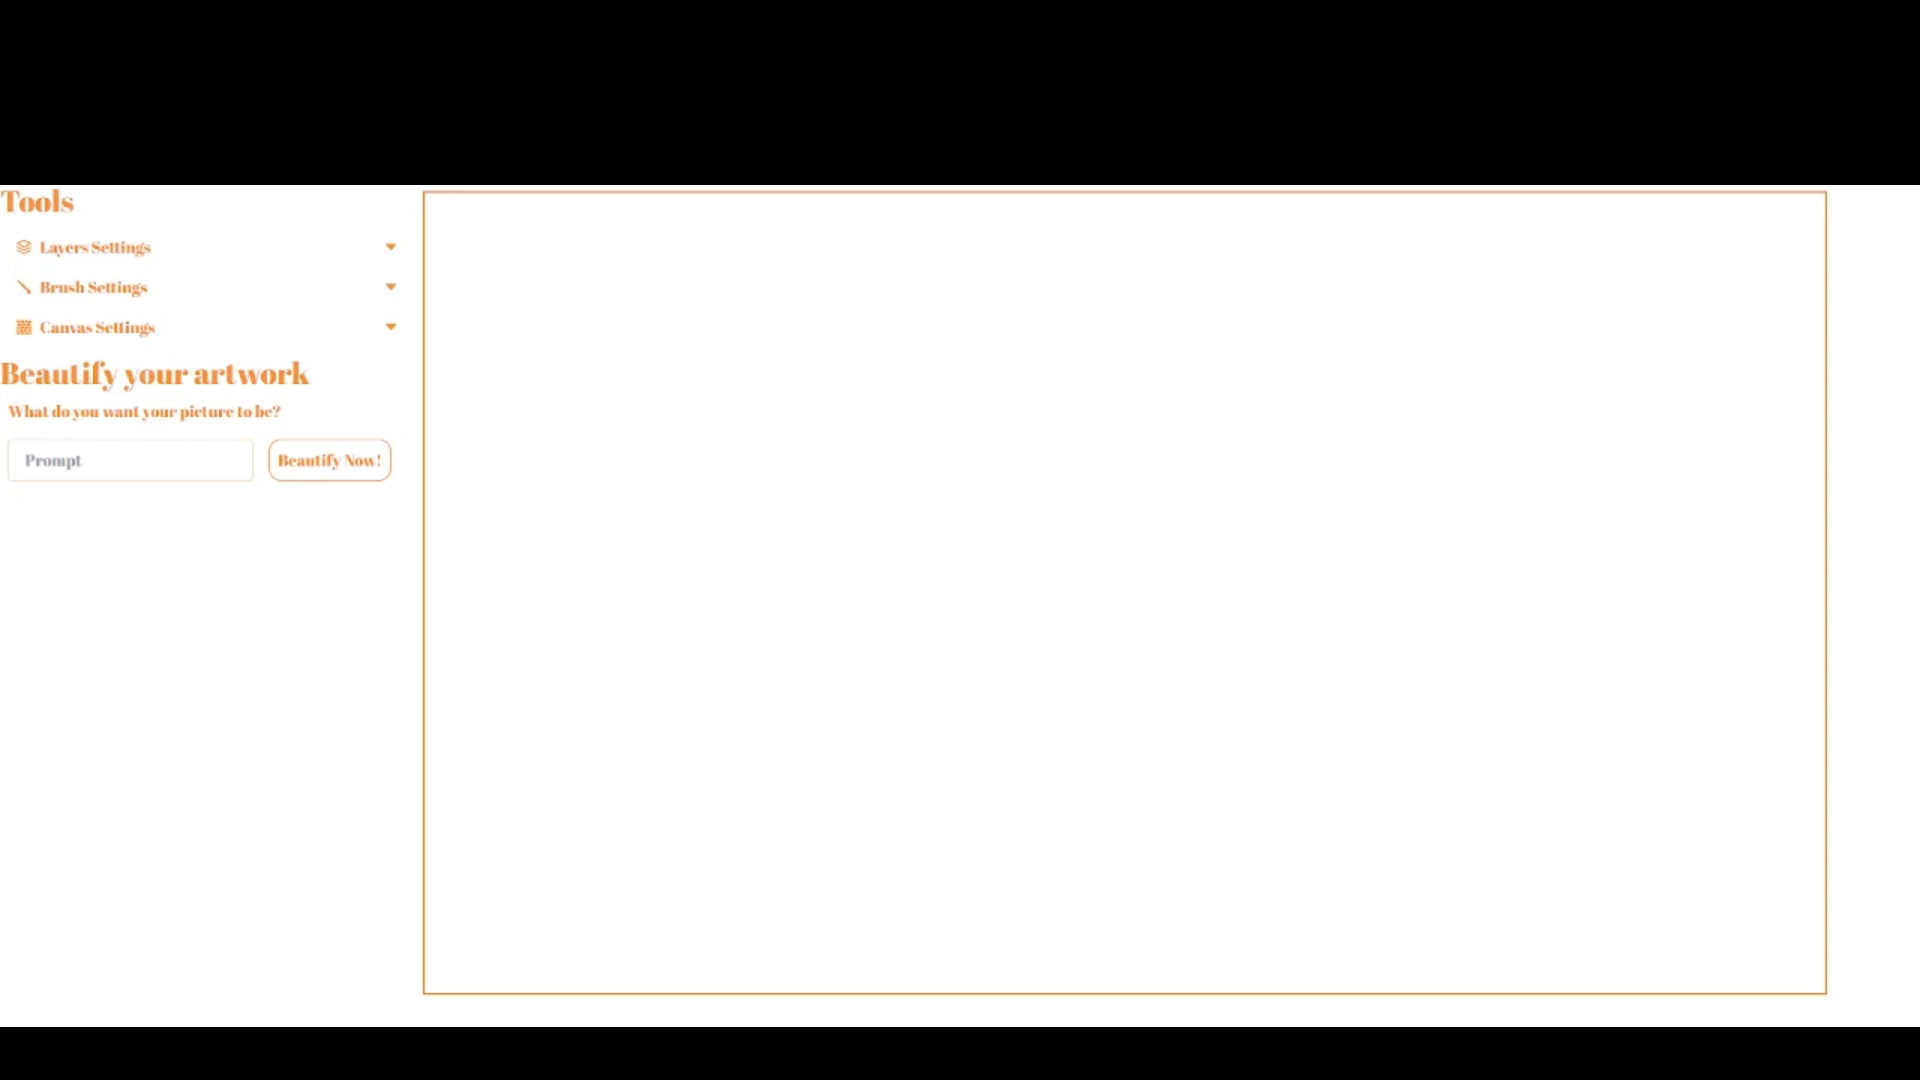 Tools
Layers Settings
Brush Settings
Canvas Settings
Beautify your artwork
What do you want your picture to be?
Prompt
Beautify Now!